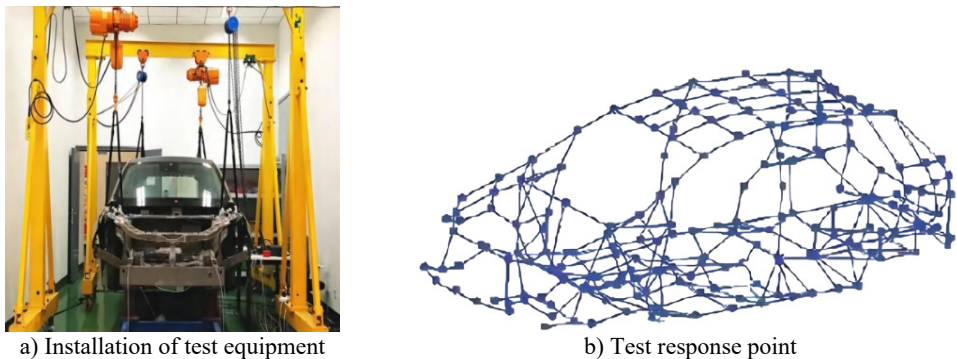 a) Installation of test equipment
b) Test response point